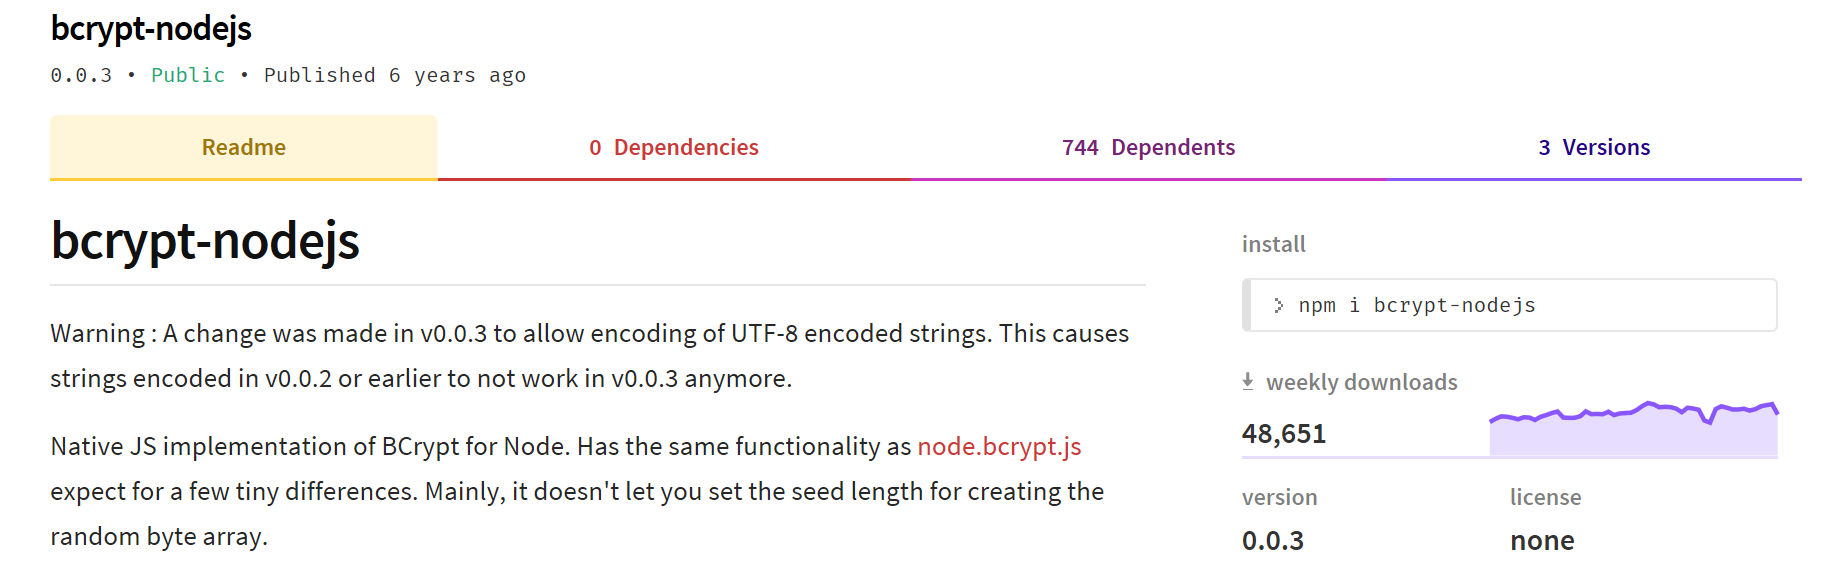 bcrypt-nodejs
0.0.3 • Public • Published 6 years ago
Readme
0 Dependencies
744 Dependents
3 Versions
bcrypt-nodejs
Warning : A change was made in v0.0.3 to allow encoding of UTF-8 encoded strings. This causes
strings encoded in v0.0.2 or earlier to not work in v0.0.3 anymore.
Native JS implementation of BCrypt for Node. Has the same functionality as node.bcrypt.js
expect for a few tiny differences. Mainly, it doesn't let you set the seed length for creating the
random byte array.
install
> npm i bcrypt-nodejs
weekly downloads
48,651
version
0.0.3
license
none